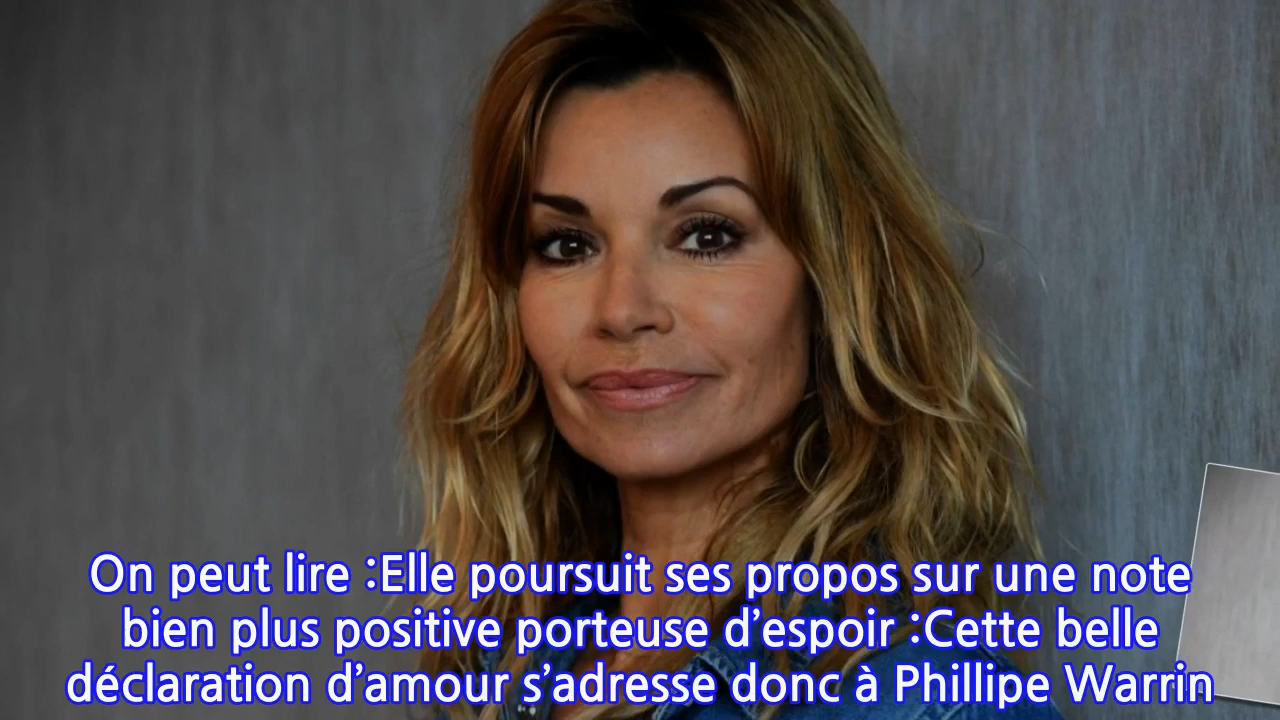 On peut lire :Elle poursuit ses propos sur une note
bien plus positive porteuse d’espoir :Cette belle
déclaration d’amour s’adresse donc à Phillipe Warrin